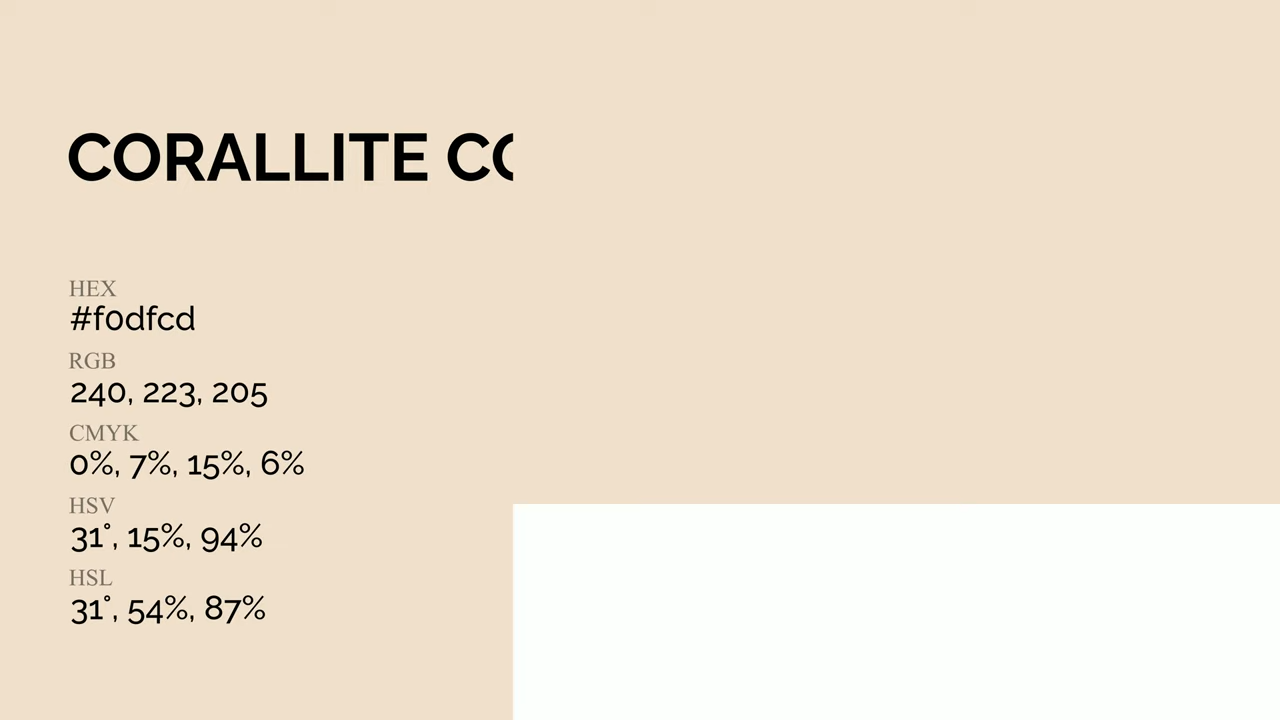 CORALLITE
HEX
#f0dfcd
RGB
240, 223, 205
CMYK
0%, 7%, 15%, 6%
HSV
31°, 15%, 94%
HSL
31°, 54%, 87%